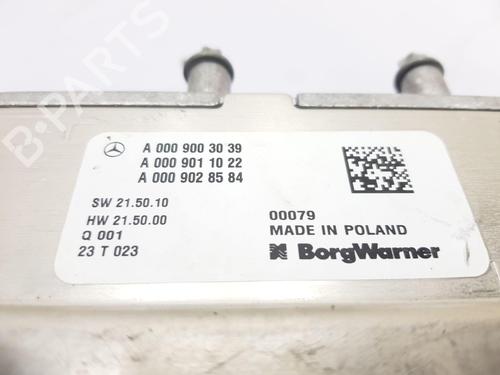 B-PARTS
A 000 900 30 39
A 000 901 10 22
A 000 902 85 84
SW 21.50.10
HW 21.50.00
Q 001
23 T 023
00079
MADE IN POLAND
BorgWarner